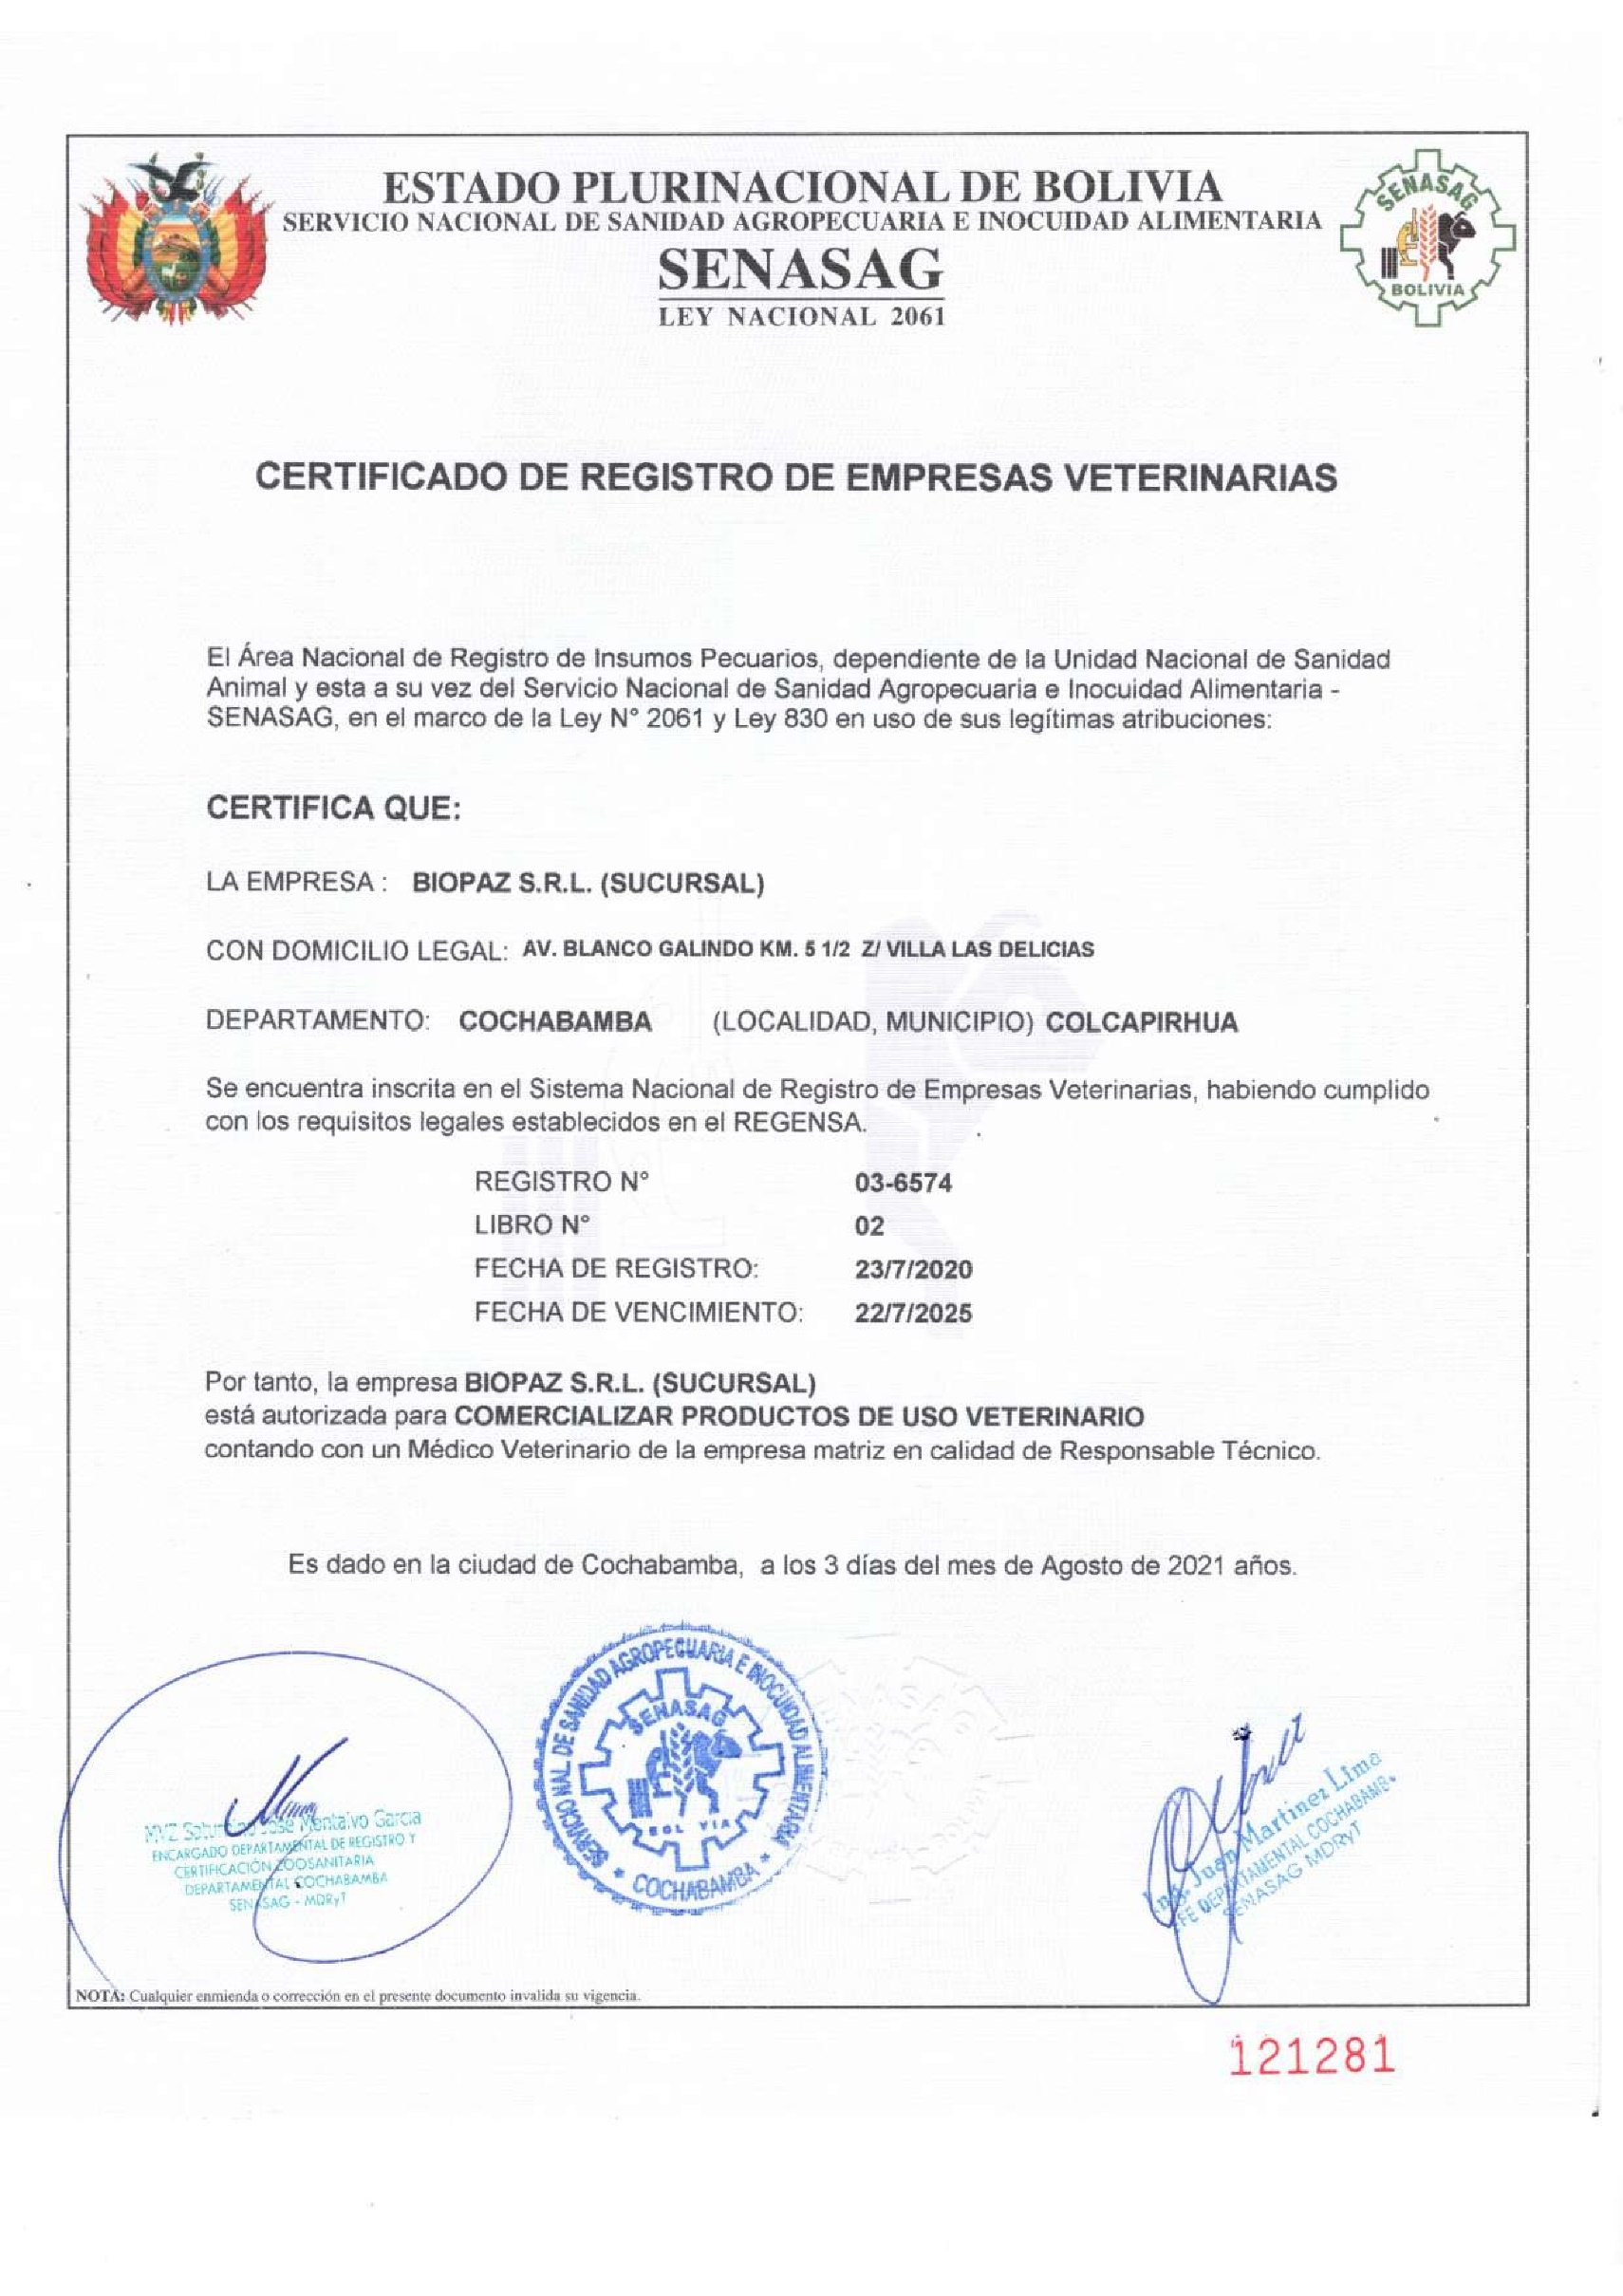 ESTADO PLURINACIONAL DE BOLIVIA
SERVICIO NACIONAL DE SANIDAD AGROPECUARIA E INOCUIDAD ALIMENTARIA
SENASAG
LEY NACIONAL 2061
SENASAG
BOLIVIA
CERTIFICADO DE REGISTRO DE EMPRESAS VETERINARIAS
El Área Nacional de Registro de Insumos Pecuarios, dependiente de la Unidad Nacional de Sanidad
Animal y esta a su vez del Servicio Nacional de Sanidad Agropecuaria e Inocuidad Alimentaria -
SENASAG, en el marco de la Ley N° 2061 y Ley 830 en uso de sus legítimas atribuciones:
CERTIFICA QUE:
LA EMPRESA : BIOPAZ S.R.L. (SUCURSAL)
CON DOMICILIO LEGAL: AV. BLANCO GALINDO KM. 5 1/2 Z/ VILLA LAS DELICIAS
DEPARTAMENTO: COCHABAMBA (LOCALIDAD, MUNICIPIO) COLCAPIRHUA
Se encuentra inscrita en el Sistema Nacional de Registro de Empresas Veterinarias, habiendo cumplido
con los requisitos legales establecidos en el REGENSA.
REGISTRO N° 03-6574
LIBRO N° 02
FECHA DE REGISTRO: 23/7/2020
FECHA DE VENCIMIENTO: 22/7/2025
Por tanto, la empresa BIOPAZ S.R.L. (SUCURSAL)
está autorizada para COMERCIALIZAR PRODUCTOS DE USO VETERINARIO
contando con un Médico Veterinario de la empresa matriz en calidad de Responsable Técnico.
Es dado en la ciudad de Cochabamba, a los 3 días del mes de Agosto de 2021 años.
MVZ José Montalvo Garcia
ENCARGADO DEPARTAMENTAL DE REGISTRO Y
CERTIFICACIÓN ZOOSANITARIA
DEPARTAMENTAL COCHABAMBA
SENASAG - MDRyT
SERVICIO NACIONAL DE SANIDAD AGROPECUARIA E INOCUIDAD ALIMENTARIA
SENASAG
BOLIVIA
* COCHABAMBA *
Ing. Juan Martinez Lima
DEPARTAMENTAL COCHABAMBA
SENASAG MDRyT
NOTA: Cualquier enmienda o corrección en el presente documento invalida su vigencia.
121281